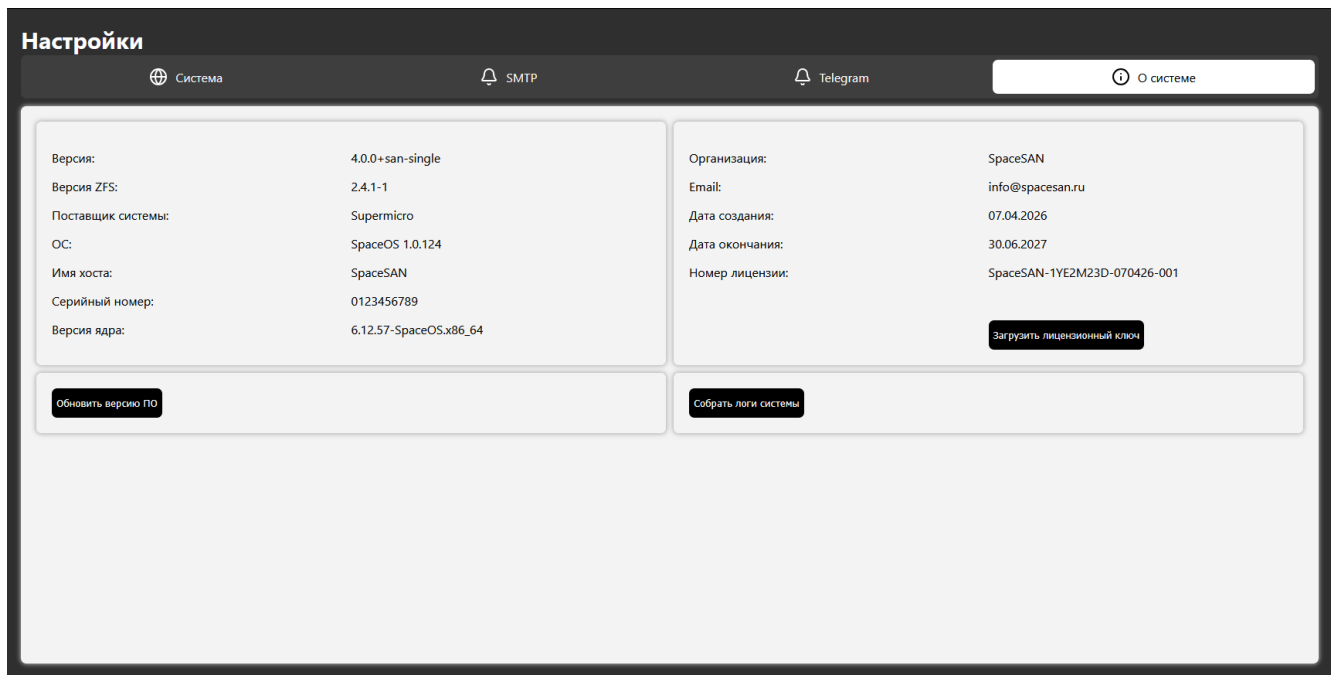 Настройки
Система SMTP Telegram О системе
Версия: 4.0.0+san-single
Версия ZFS: 2.4.1-1
Поставщик системы: Supermicro
ОС: SpaceOS 1.0.124
Имя хоста: SpaceSAN
Серийный номер: 0123456789
Версия ядра: 6.12.57-SpaceOS.x86_64
Организация: SpaceSAN
Email: info@spacesan.ru
Дата создания: 07.04.2026
Дата окончания: 30.06.2027
Номер лицензии: SpaceSAN-1YE2M23D-070426-001
Загрузить лицензионный ключ
Обновить версию ПО
Собрать логи системы